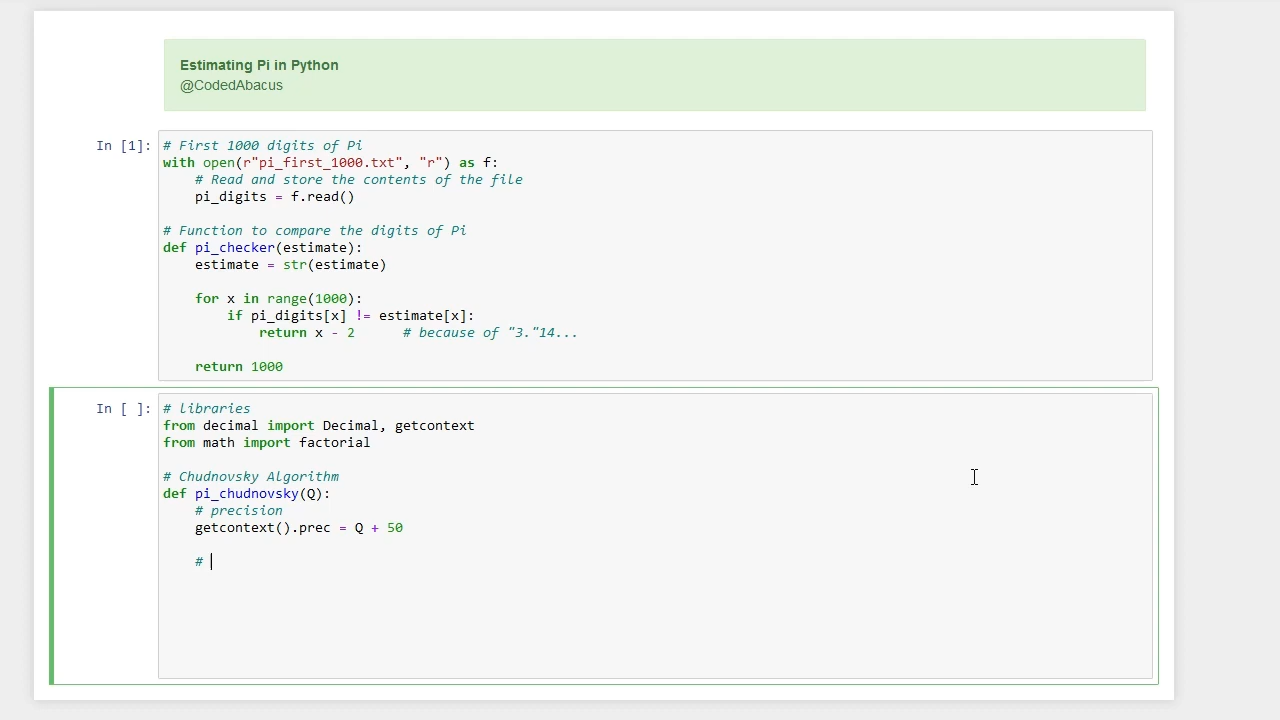 Estimating Pi in Python
@CodedAbacus
In [1]:
# First 1000 digits of Pi
with open(r"pi_first_1000.txt", "r") as f:
    # Read and store the contents of the file
    pi_digits = f.read()

# Function to compare the digits of Pi
def pi_checker(estimate):
    estimate = str(estimate)

    for x in range(1000):
        if pi_digits[x] != estimate[x]:
            return x - 2      # because of "3."14...

    return 1000
In [ ]:
# libraries
from decimal import Decimal, getcontext
from math import factorial

# Chudnovsky Algorithm
def pi_chudnovsky(Q):
    # precision
    getcontext().prec = Q + 50

    #